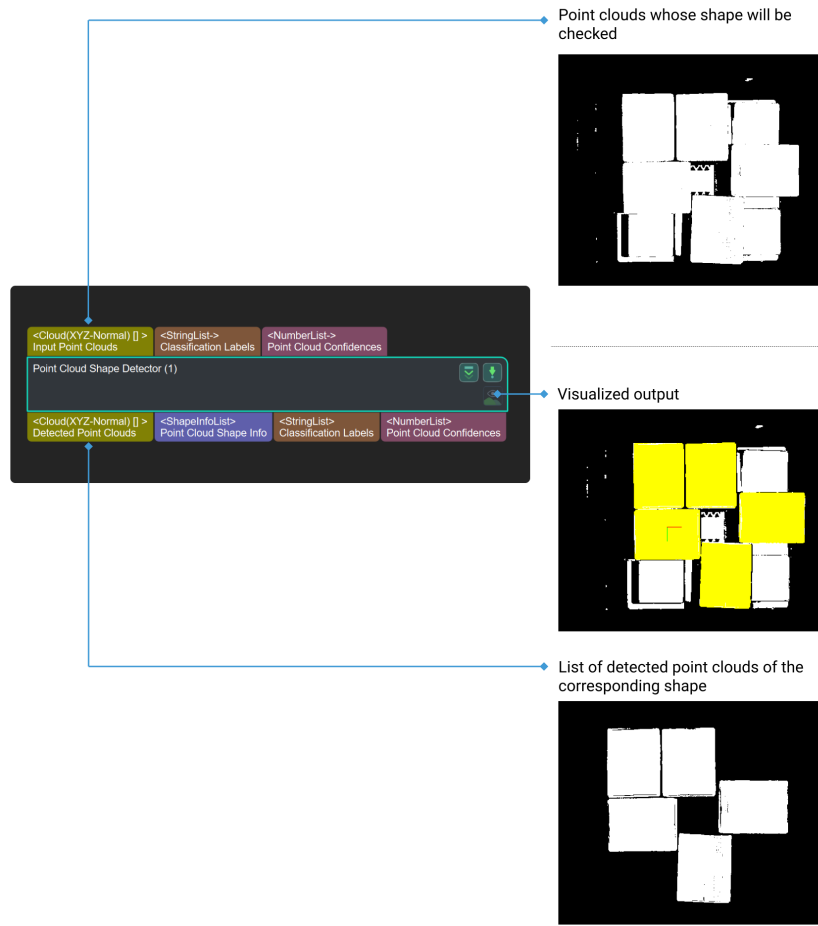 Point clouds whose shape will be
checked
<Cloud(XYZ-Normal) [] >
Input Point Clouds
<StringList->
Classification Labels
<NumberList->
Point Cloud Confidences
Point Cloud Shape Detector (1)
<Cloud(XYZ-Normal) [] >
Detected Point Clouds
<ShapeInfoList>
Point Cloud Shape Info
<StringList>
Classification Labels
<NumberList>
Point Cloud Confidences
Visualized output
List of detected point clouds of the
corresponding shape